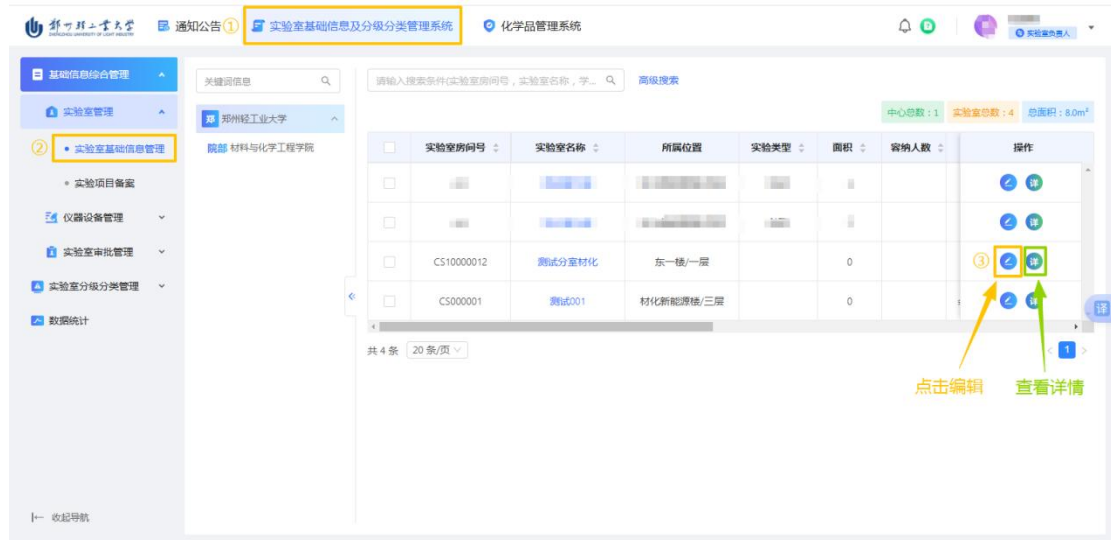 郑州轻工业大学 通知公告 ① 实验室基础信息及分级分类管理系统 化学品管理系统 实验室负责人
基础信息综合管理
实验室管理
② 实验室基础信息管理
实验项目备案
仪器设备管理
实验室审批管理
实验室分级分类管理
数据统计
收起导航
关键词信息
郑 郑州轻工业大学
院部 材料与化学工程学院
请输入搜索条件(实验室房间号，实验室名称，学... 高级搜索
中心总数：1 实验室总数：4 总面积：8.0m²
实验室房间号 实验室名称 所属位置 实验类型 面积 容纳人数 操作
详
详
CS10000012 测试分室材化 东一楼/一层 0 ③ 详
CS000001 测试001 材化新能源楼/三层 0 详
译
共 4 条 20 条/页 < 1 >
点击编辑 查看详情